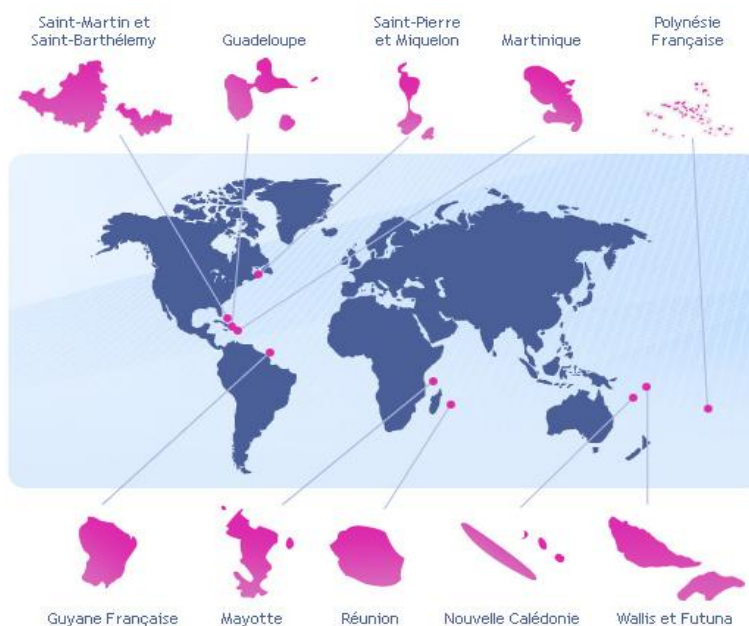 Saint-Martin et
Saint-Barthélemy
Guadeloupe
Saint-Pierre
et Miquelon
Martinique
Polynésie
Française
Guyane Française
Mayotte
Réunion
Nouvelle Calédonie
Wallis et Futuna